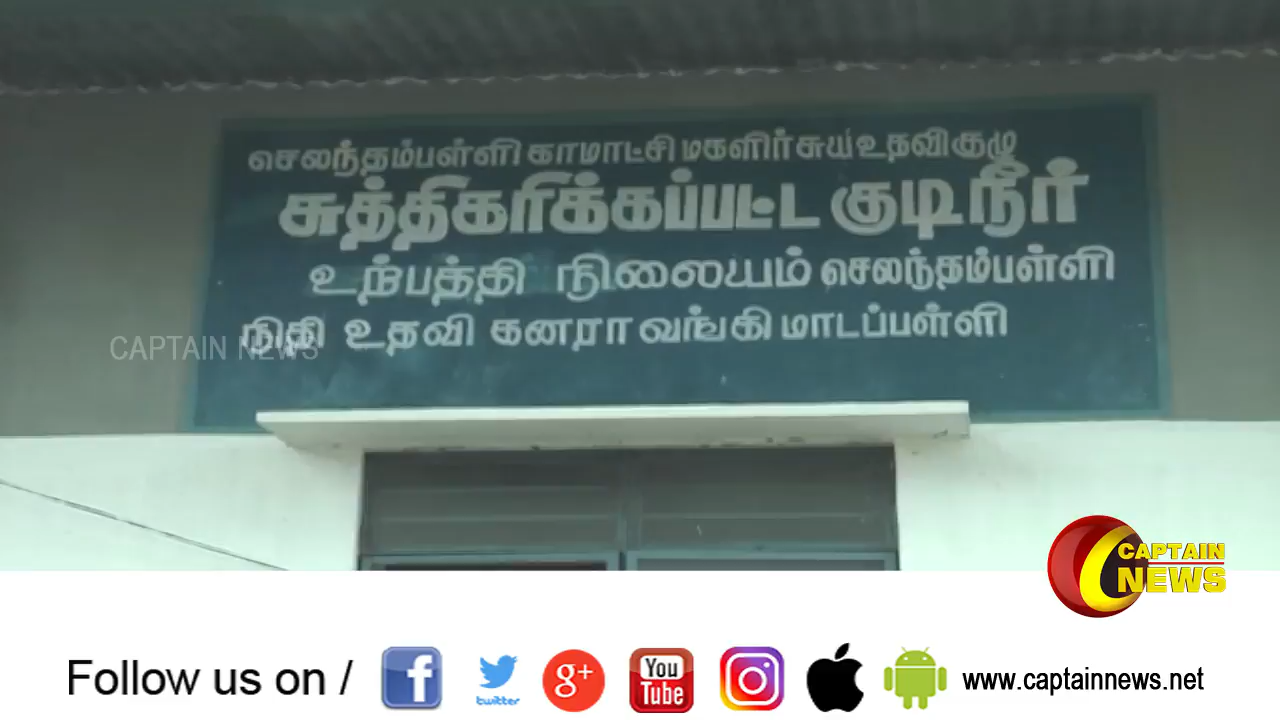 செலந்தம்பள்ளி காமாட்சி மகளிர்சுய உதவிகுழு
சுத்திகரிக்கப்பட்ட குடிநீர்
உற்பத்தி நிலையம் செலந்தம்பள்ளி
நிதி உதவி கனரா வங்கி மாடப்பள்ளி
CAPTAIN NEWS
CAPTAIN
NEWS
Follow us on / twitter g+ You Tube www.captainnews.net